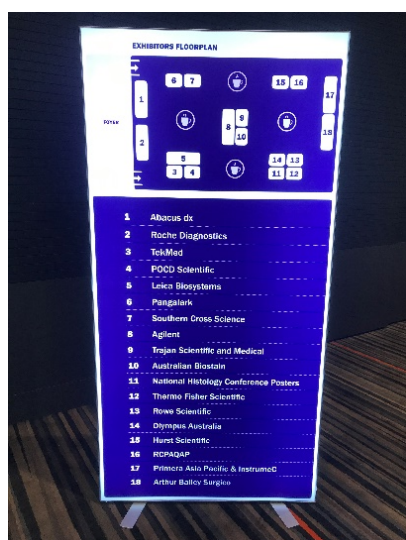 EXHIBITORS FLOORPLAN
6 7 15 16
17
1
FOYER
9
8
18
10
2
5 14 13
3 4 11 12
1 Abacus dx
2 Roche Diagnostics
3 TekMed
4 POCD Scientific
5 Leica Biosystems
6 Pangalark
7 Southern Cross Science
8 Agilent
9 Trajan Scientific and Medical
10 Australian Biostain
11 National Histology Conference Posters
12 Thermo Fisher Scientific
13 Rowe Scientific
14 Olympus Australia
15 Hurst Scientific
16 RCPAQAP
17 Primera Asia Pacific & InstrumeC
18 Arthur Bailey Surgico